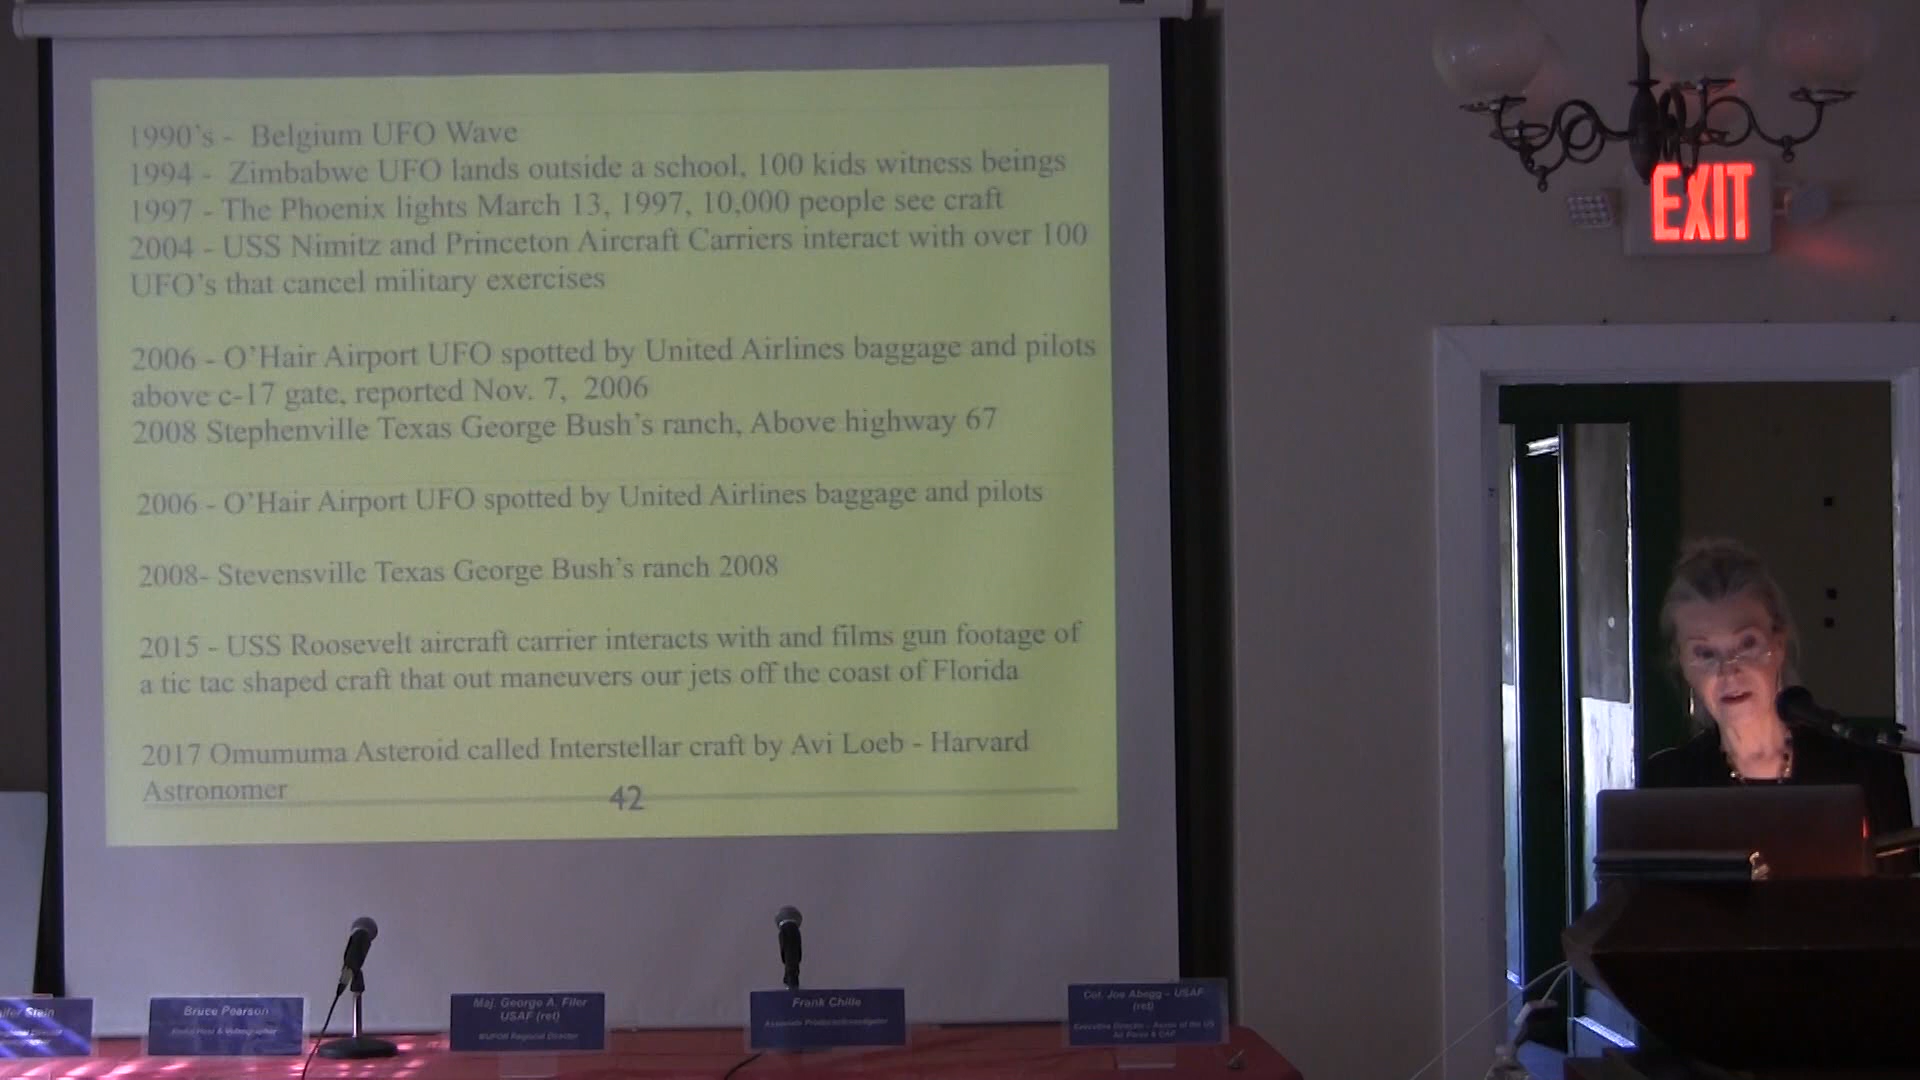 1990's - Belgium UFO Wave
1994 - Zimbabwe UFO lands outside a school, 100 kids witness beings
1997 - The Phoenix lights March 13, 1997, 10,000 people see craft
2004 - USS Nimitz and Princeton Aircraft Carriers interact with over 100
UFO's that cancel military exercises
2006 - O'Hair Airport UFO spotted by United Airlines baggage and pilots
above c-17 gate, reported Nov. 7, 2006
2008 Stephenville Texas George Bush's ranch, Above highway 67
2006 - O'Hair Airport UFO spotted by United Airlines baggage and pilots
2008- Stevensville Texas George Bush's ranch 2008
2015 - USS Roosevelt aircraft carrier interacts with and films gun footage of
a tic tac shaped craft that out maneuvers our jets off the coast of Florida
2017 Omumuma Asteroid called Interstellar craft by Avi Loeb - Harvard
Astronomer
42
EXIT
Stein
Bruce Pearson
Maj. George A. Filer
USAF (ret)
MUFON Regional Director
Frank Chille
Associate Producer/Investigator
Col. Joe Abegg - USAF
(ret)